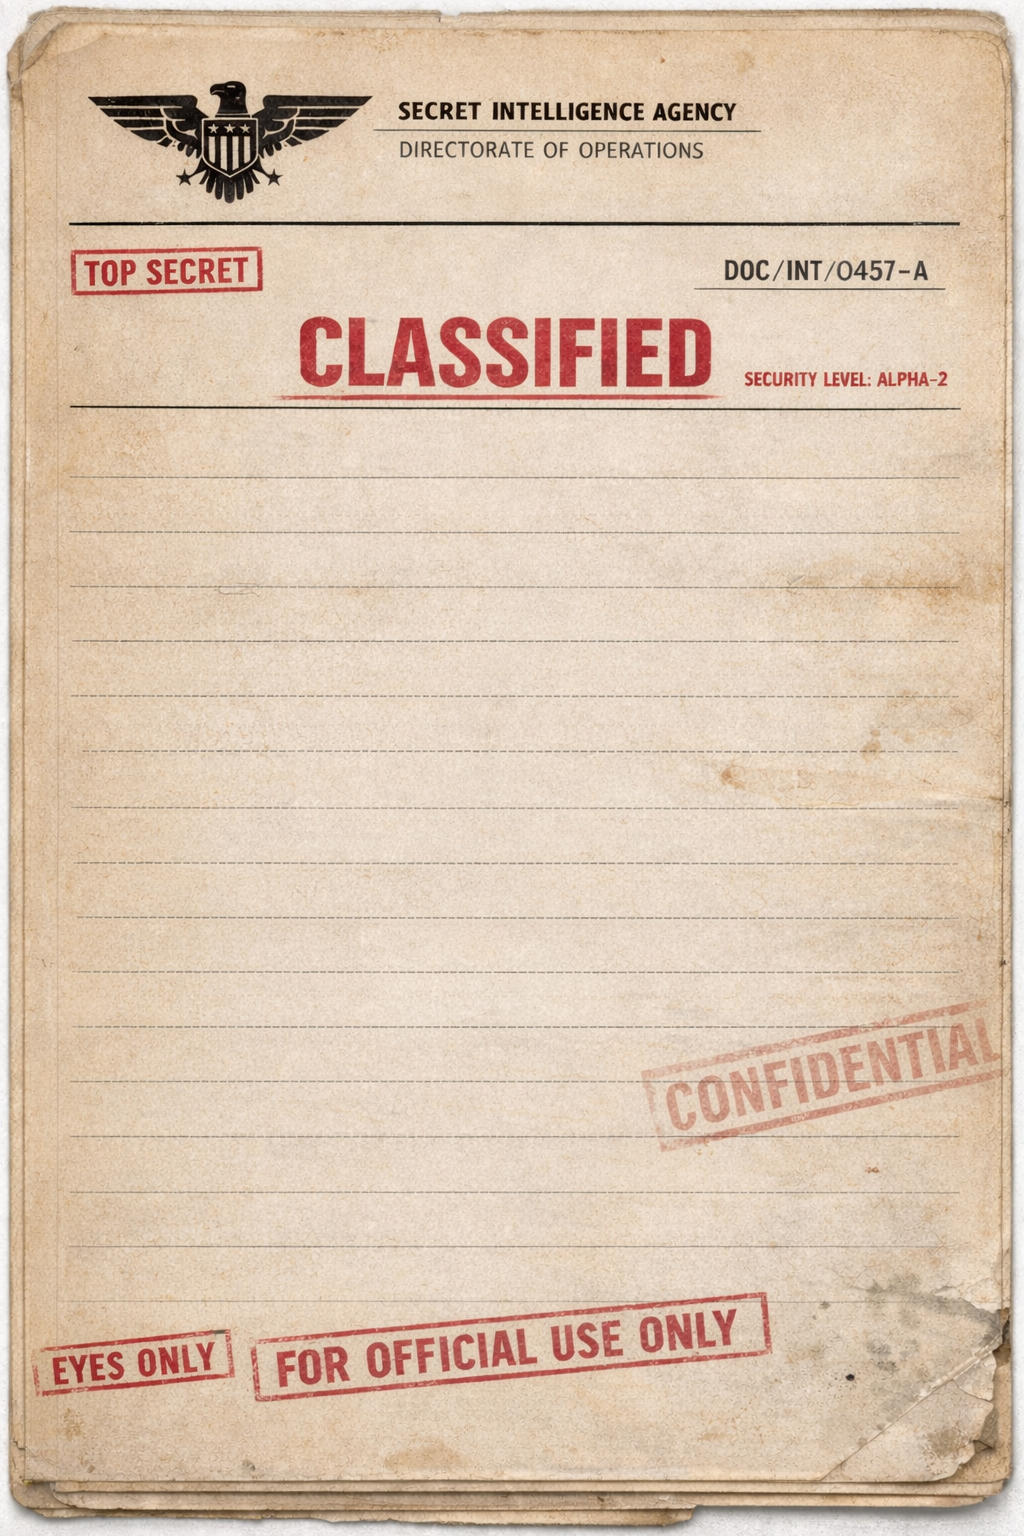 SECRET INTELLIGENCE AGENCY
DIRECTORATE OF OPERATIONS
TOP SECRET
DOC/INT/0457-A
CLASSIFIED
SECURITY LEVEL: ALPHA-2
CONFIDENTIAL
EYES ONLY
FOR OFFICIAL USE ONLY